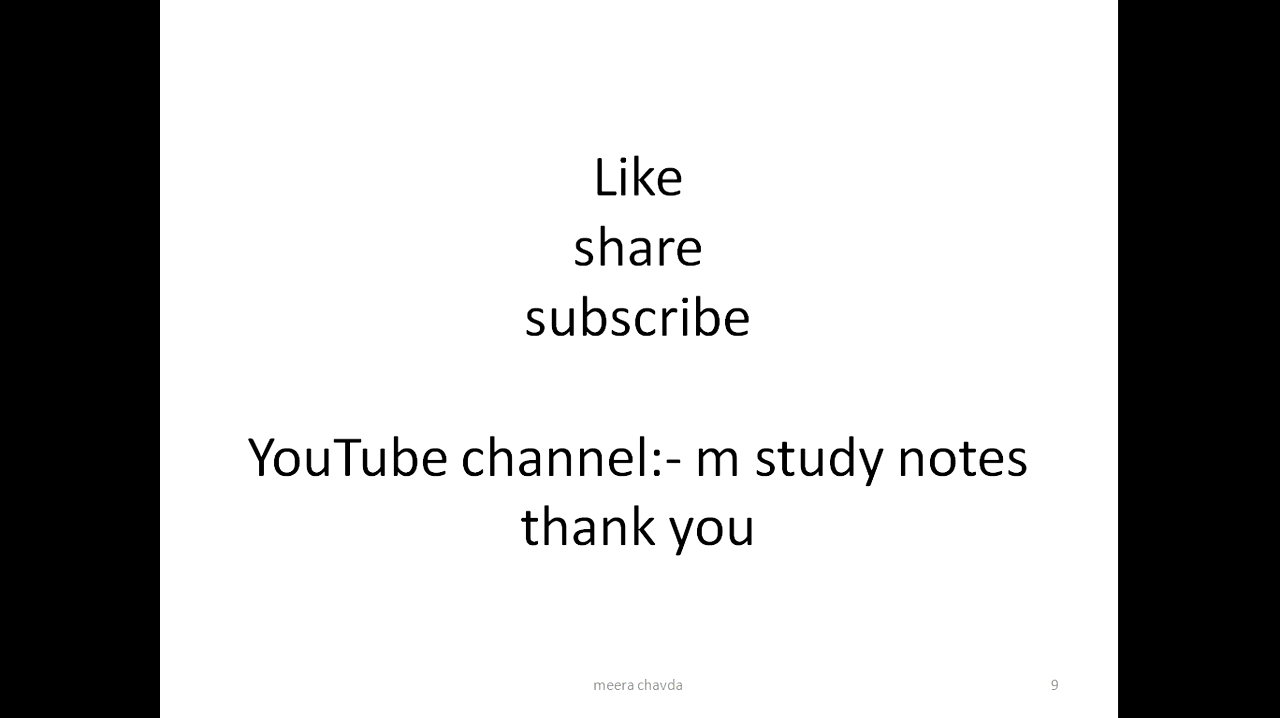 Like
share
subscribe
YouTube channel:- m study notes
thank you
meera chavda
9